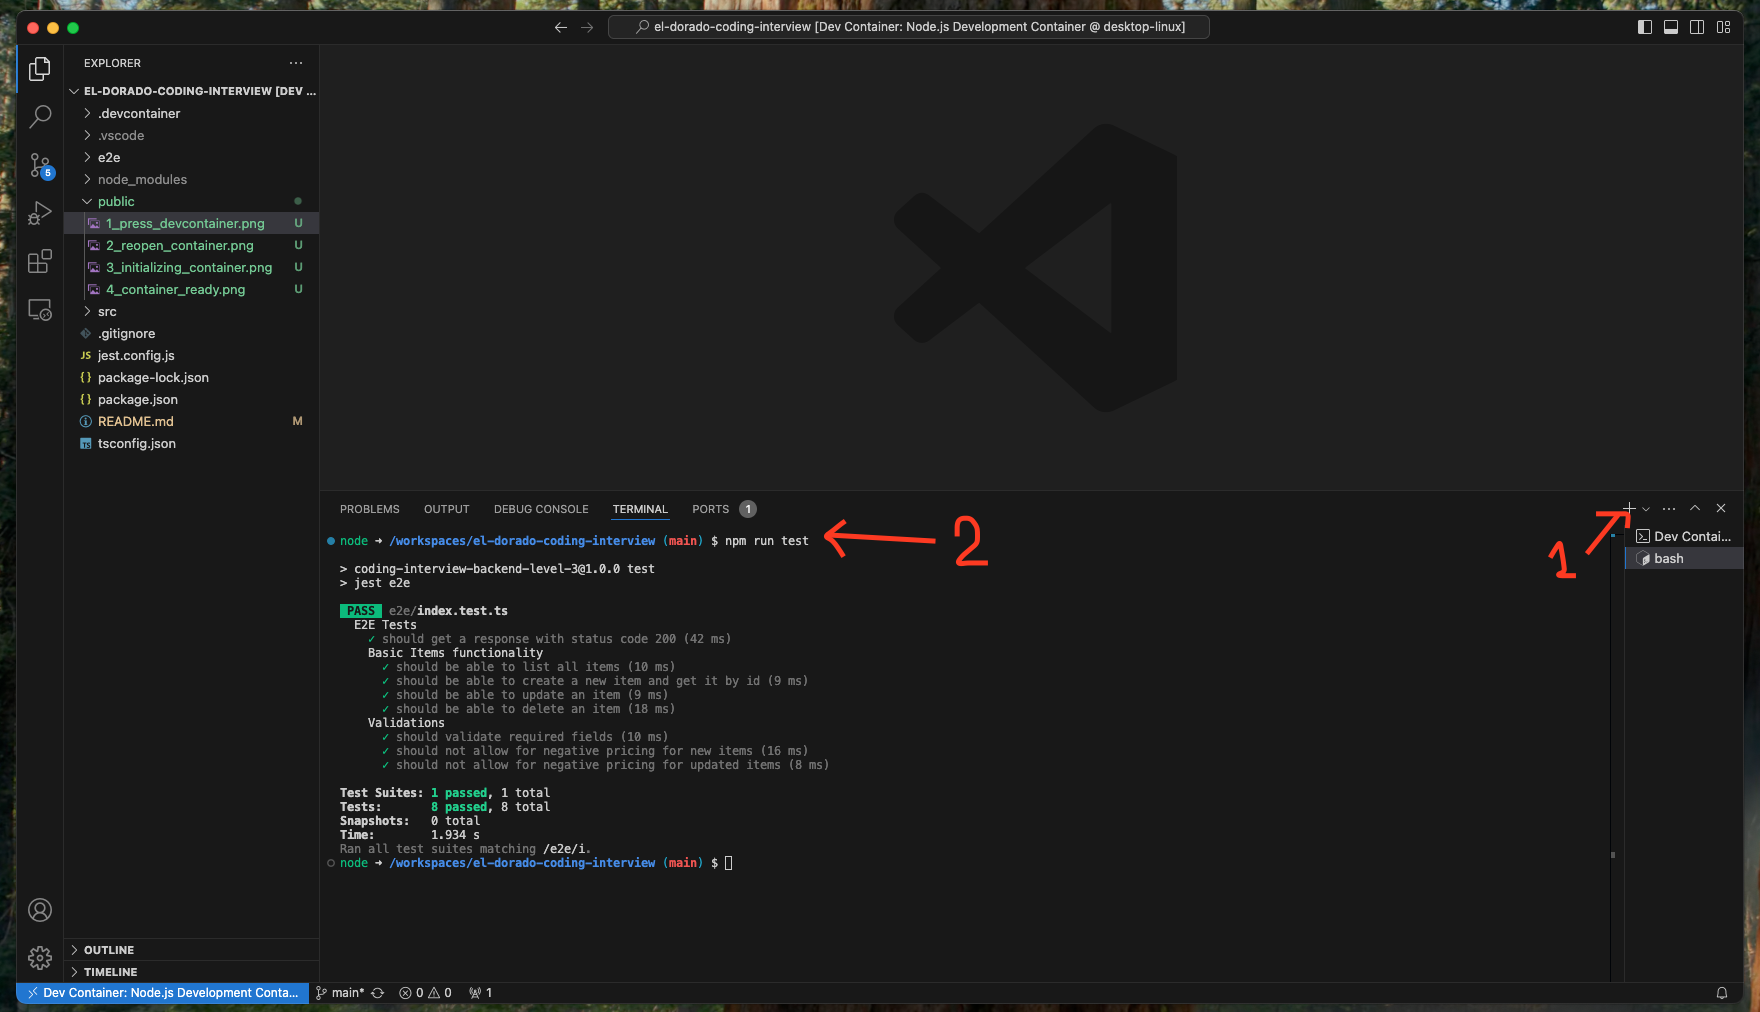 el-dorado-coding-interview [Dev Container: Node.js Development Container @ desktop-linux]
EXPLORER
EL-DORADO-CODING-INTERVIEW [DEV ...
.devcontainer
.vscode
e2e
node_modules
public
1_press_devcontainer.png U
2_reopen_container.png U
3_initializing_container.png U
4_container_ready.png U
src
.gitignore
JS jest.config.js
{} package-lock.json
{} package.json
README.md M
TS tsconfig.json
5
OUTLINE
TIMELINE
PROBLEMS OUTPUT DEBUG CONSOLE TERMINAL PORTS 1
node ➜ /workspaces/el-dorado-coding-interview (main) $ npm run test
2
> coding-interview-backend-level-3@1.0.0 test
> jest e2e
PASS e2e/index.test.ts
E2E Tests
✓ should get a response with status code 200 (42 ms)
Basic Items functionality
✓ should be able to list all items (10 ms)
✓ should be able to create a new item and get it by id (9 ms)
✓ should be able to update an item (9 ms)
✓ should be able to delete an item (18 ms)
Validations
✓ should validate required fields (10 ms)
✓ should not allow for negative pricing for new items (16 ms)
✓ should not allow for negative pricing for updated items (8 ms)
Test Suites: 1 passed, 1 total
Tests: 8 passed, 8 total
Snapshots: 0 total
Time: 1.934 s
Ran all test suites matching /e2e/i.
node ➜ /workspaces/el-dorado-coding-interview (main) $
1
Dev Contai...
bash
Dev Container: Node.js Development Conta... main* 0 0 1